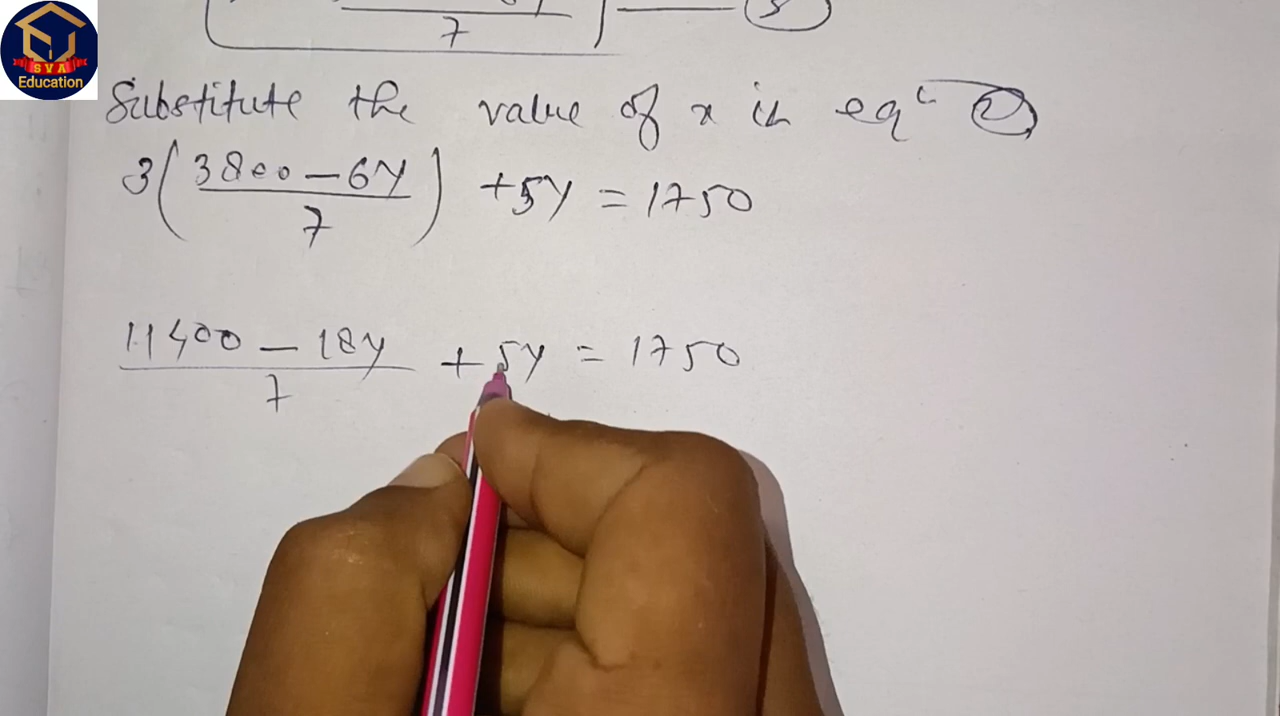 SVA
Education
7
Substitute the value of x in eqⁿ ②
3(3800 - 6y / 7) + 5y = 1750
11400 - 18y / 7 + 5y = 1750